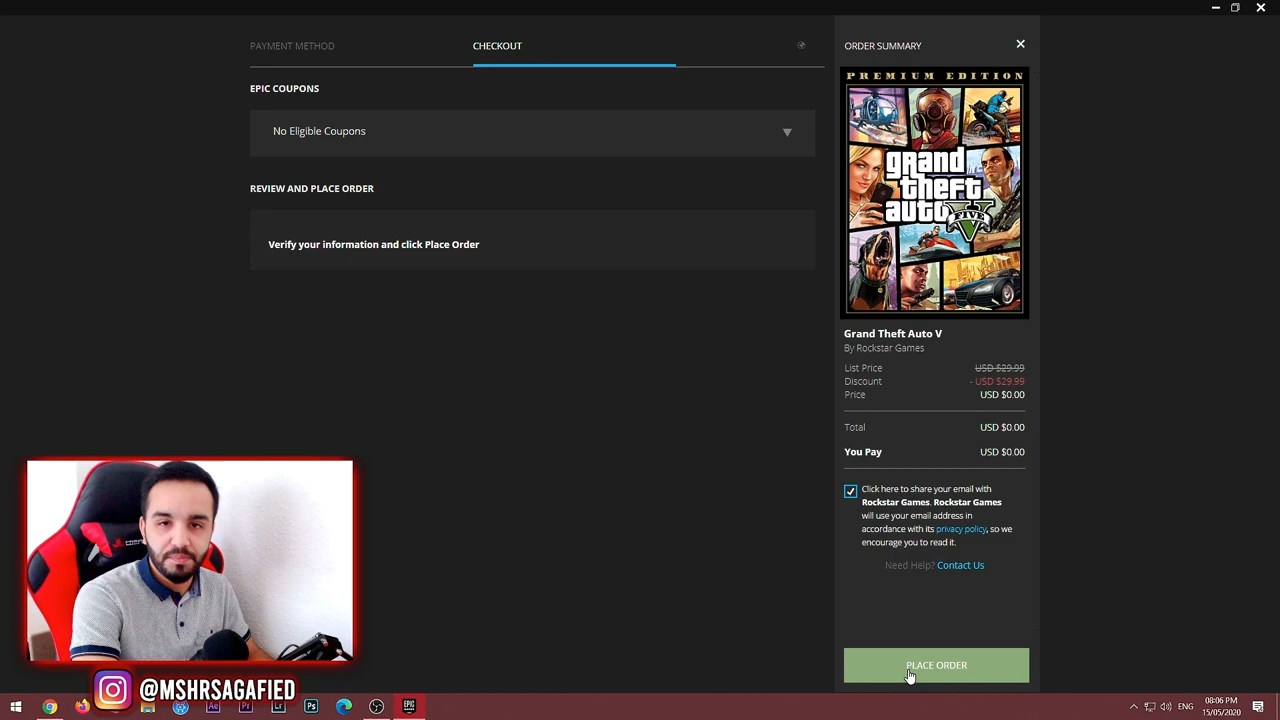 PAYMENT METHOD
CHECKOUT
EPIC COUPONS
No Eligible Coupons
REVIEW AND PLACE ORDER
Verify your information and click Place Order
ORDER SUMMARY
PREMIUM EDITION
grand
theft
auto
FIVE
Grand Theft Auto V
By Rockstar Games
List Price USD $29.99
Discount - USD $29.99
Price USD $0.00
Total USD $0.00
You Pay USD $0.00
Click here to share your email with
Rockstar Games. Rockstar Games
will use your email address in
accordance with its privacy policy, so we
encourage you to read it.
Need Help? Contact Us
PLACE ORDER
@MSHRSAGAFIED
Ae
Pr
Lr
Ps
EPIC
ENG
08:06 PM
15/05/2020